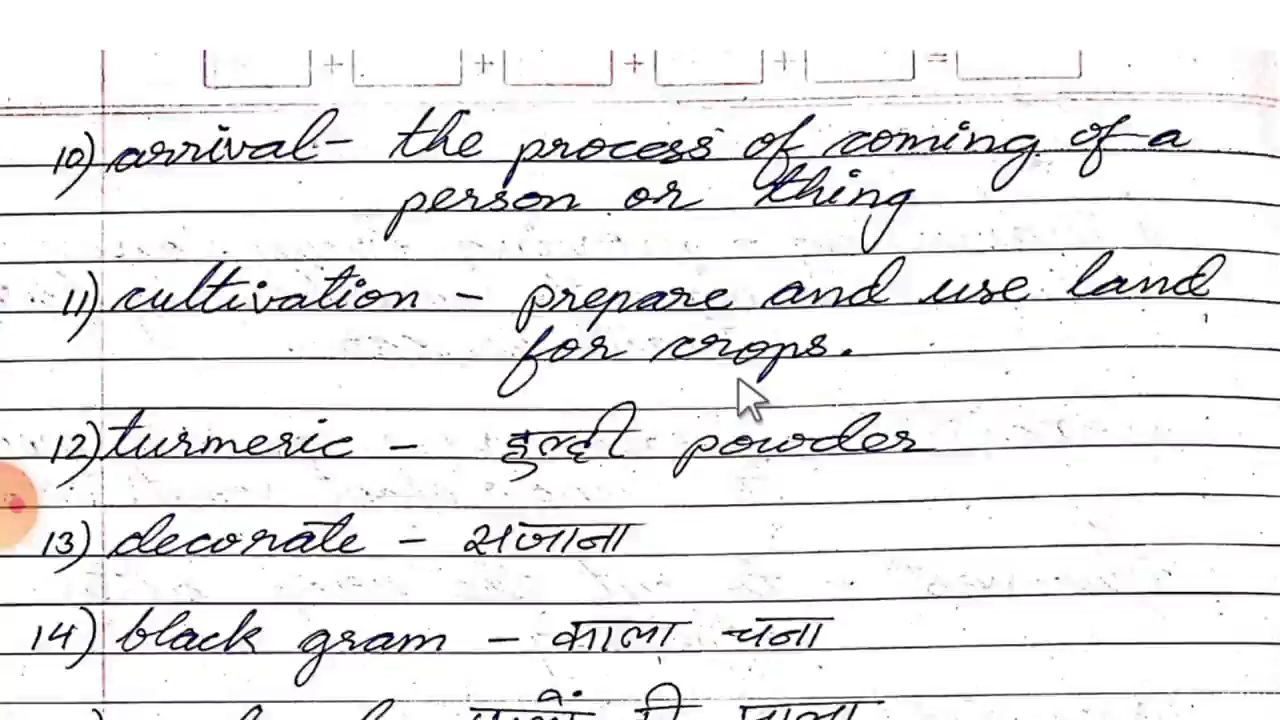 + + + + =
10) arrival- the process of coming of a
person or thing
11) cultivation - prepare and use land
for crops.
12) turmeric - हल्दी powder
13) decorate - सजाना
14) black gram - काला चना